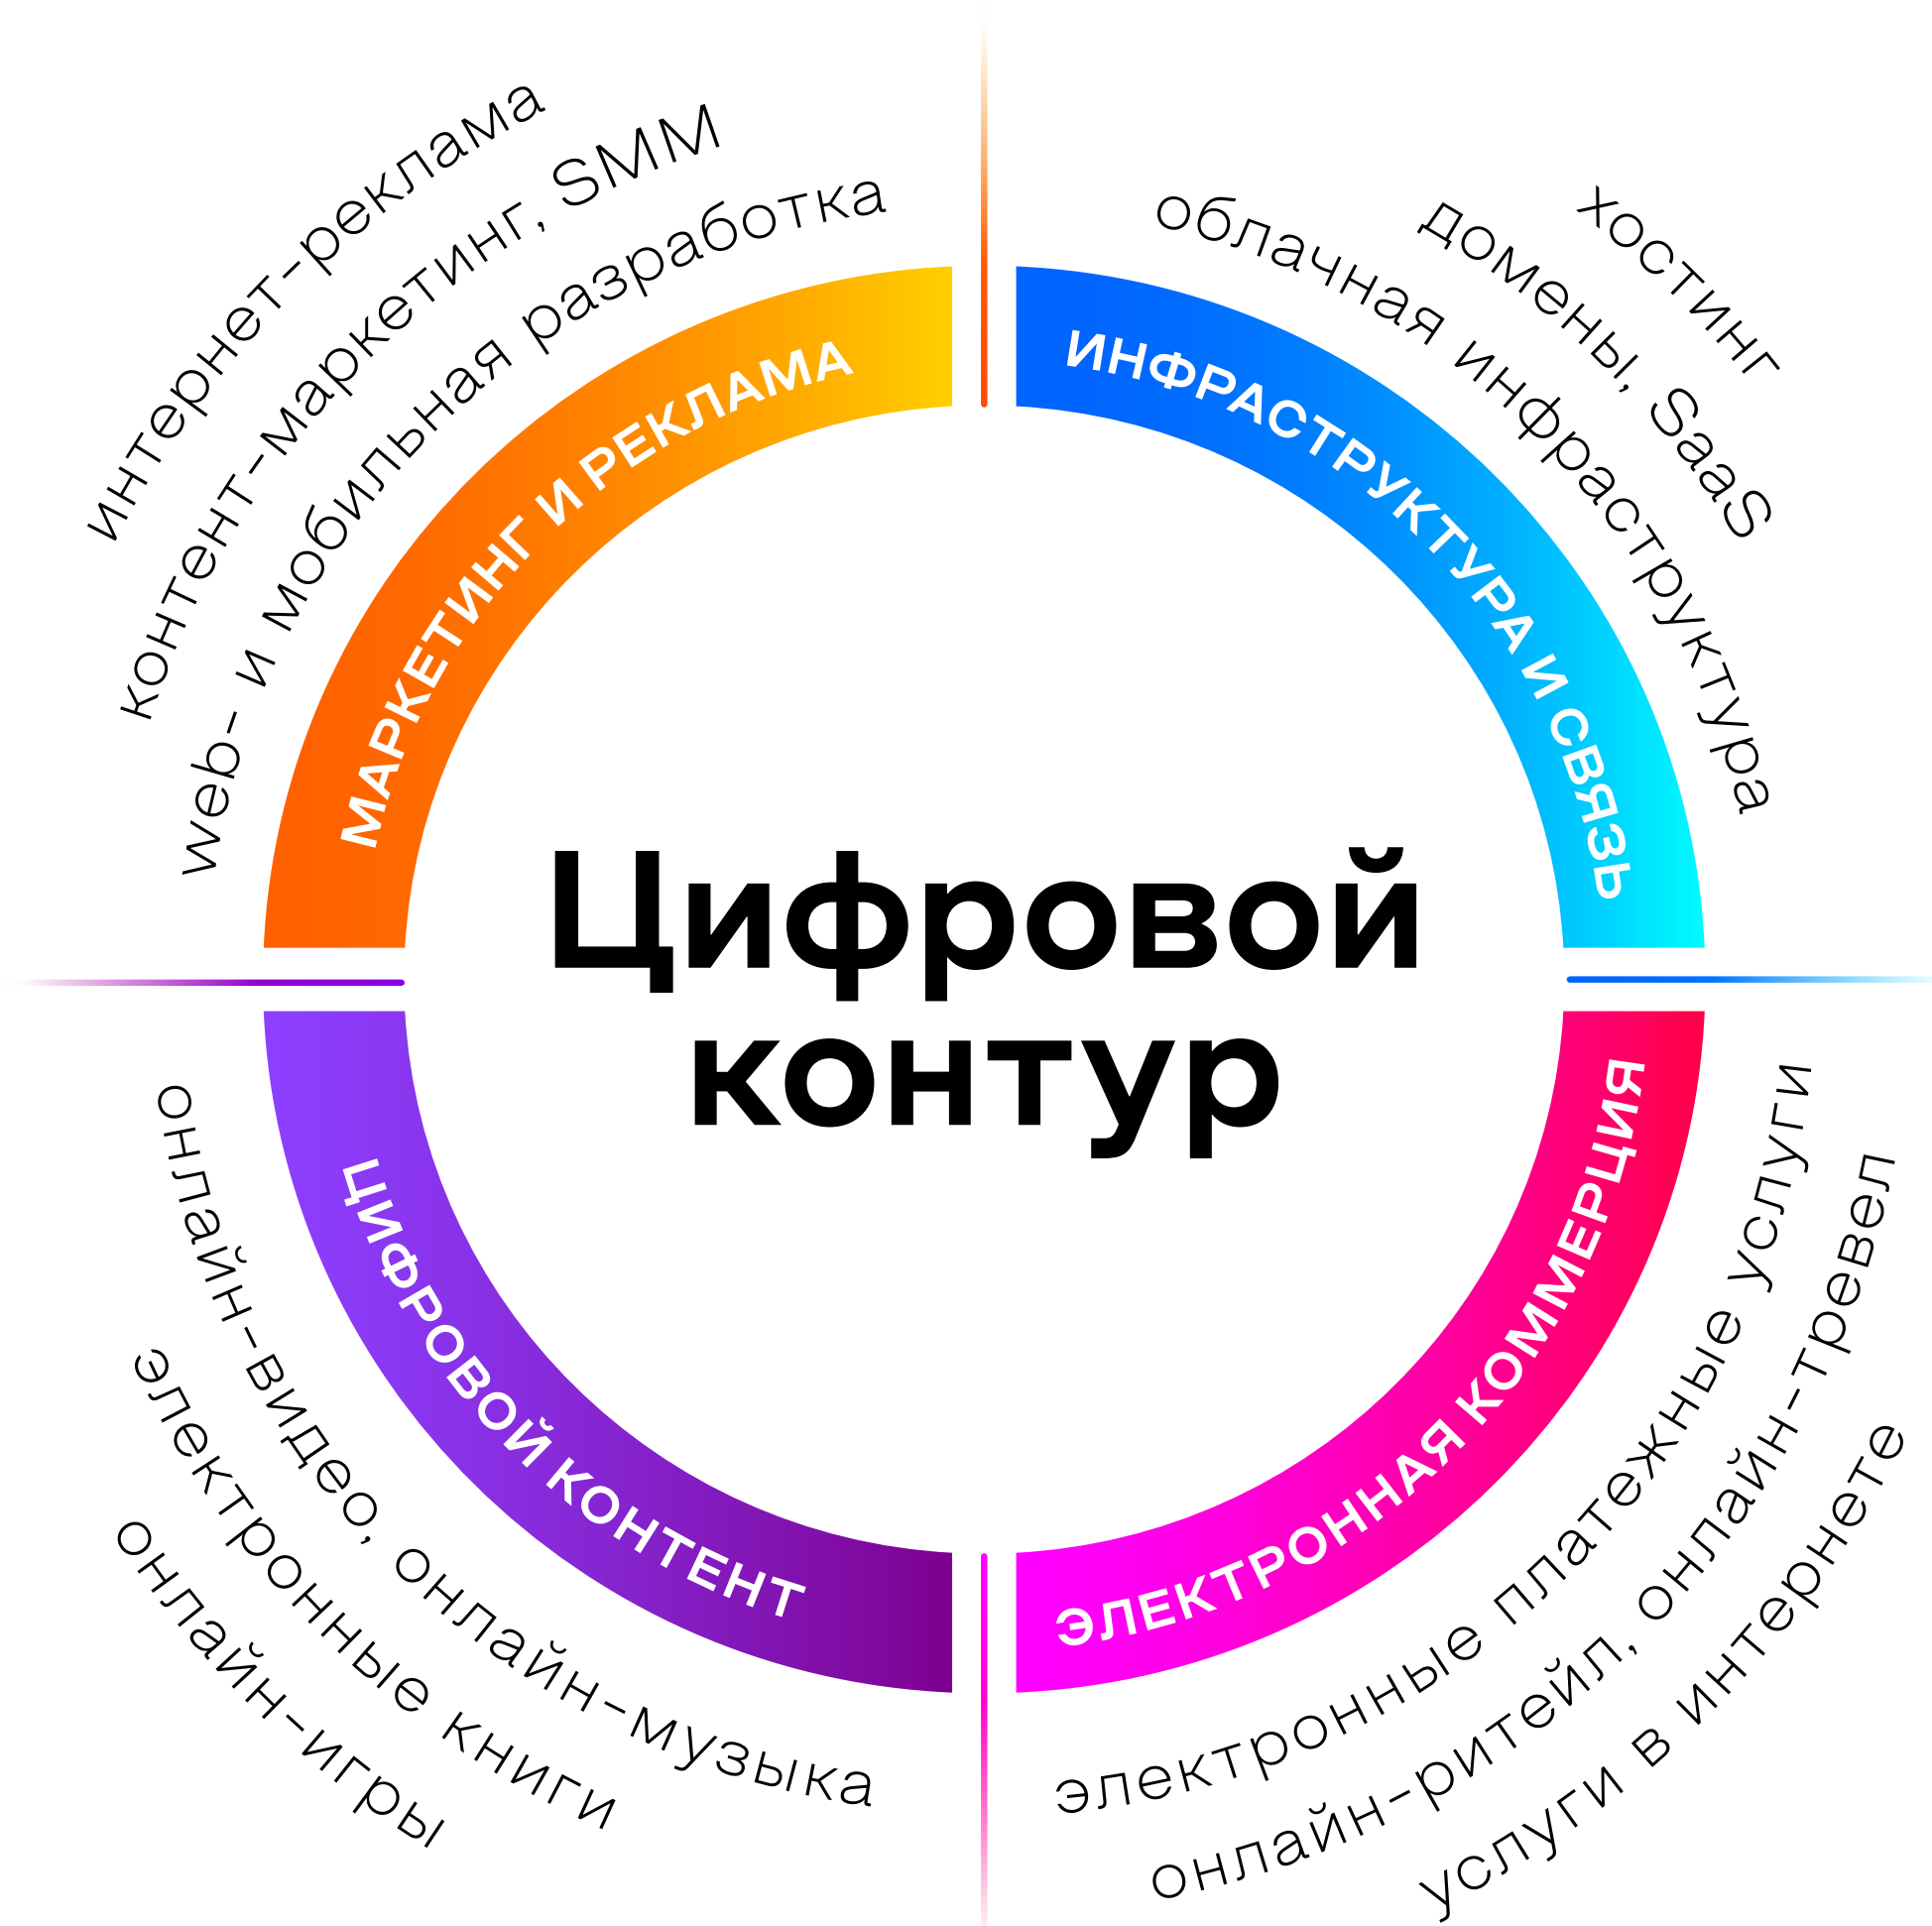 интернет-реклама
контент-маркетинг, SMM
web- и мобильная разработка
МАРКЕТИНГ И РЕКЛАМА
хостинг
домены, SaaS
облачная инфраструктура
ИНФРАСТРУКТУРА И СВЯЗЬ
Цифровой
контур
ЦИФРОВОЙ КОНТЕНТ
онлайн-видео, онлайн-музыка
электронные книги
онлайн-игры
ЭЛЕКТРОННАЯ КОММЕРЦИЯ
электронные платежные услуги
онлайн-ритейл, онлайн-тревел
услуги в интернете